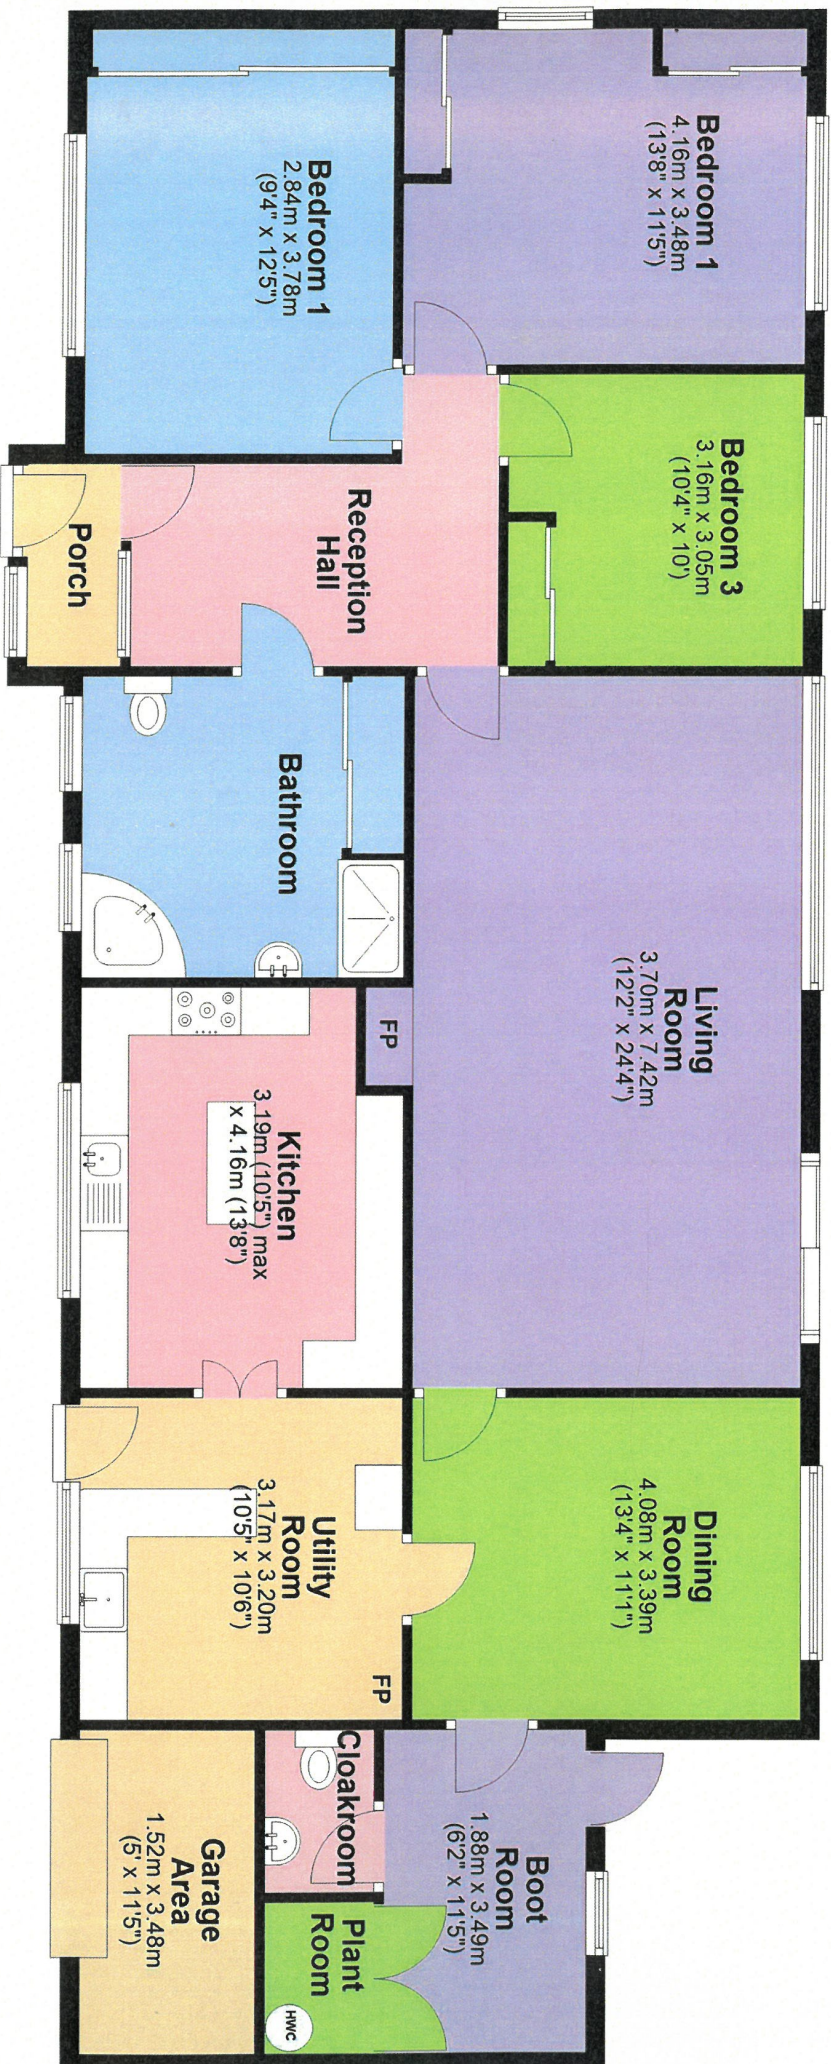 Bedroom 1
4.16m x 3.48m
(13'8" x 11'5")
Bedroom 3
3.16m x 3.05m
(10'4" x 10')
Living
Room
3.70m x 7.42m
(12'2" x 24'4")
Dining
Room
4.08m x 3.39m
(13'4" x 11'1")
Boot
Room
1.88m x 3.49m
(6'2" x 11'5")
Bedroom 1
2.84m x 3.78m
(9'4" x 12'5")
Reception
Hall
Porch
Bathroom
FP
Kitchen
3.19m (10'5") max
x 4.16m (13'8")
Utility
Room
3.17m x 3.20m
(10'5" x 10'6")
FP
Cloakroom
Plant
Room
HWC
Garage
Area
1.52m x 3.48m
(5' x 11'5")